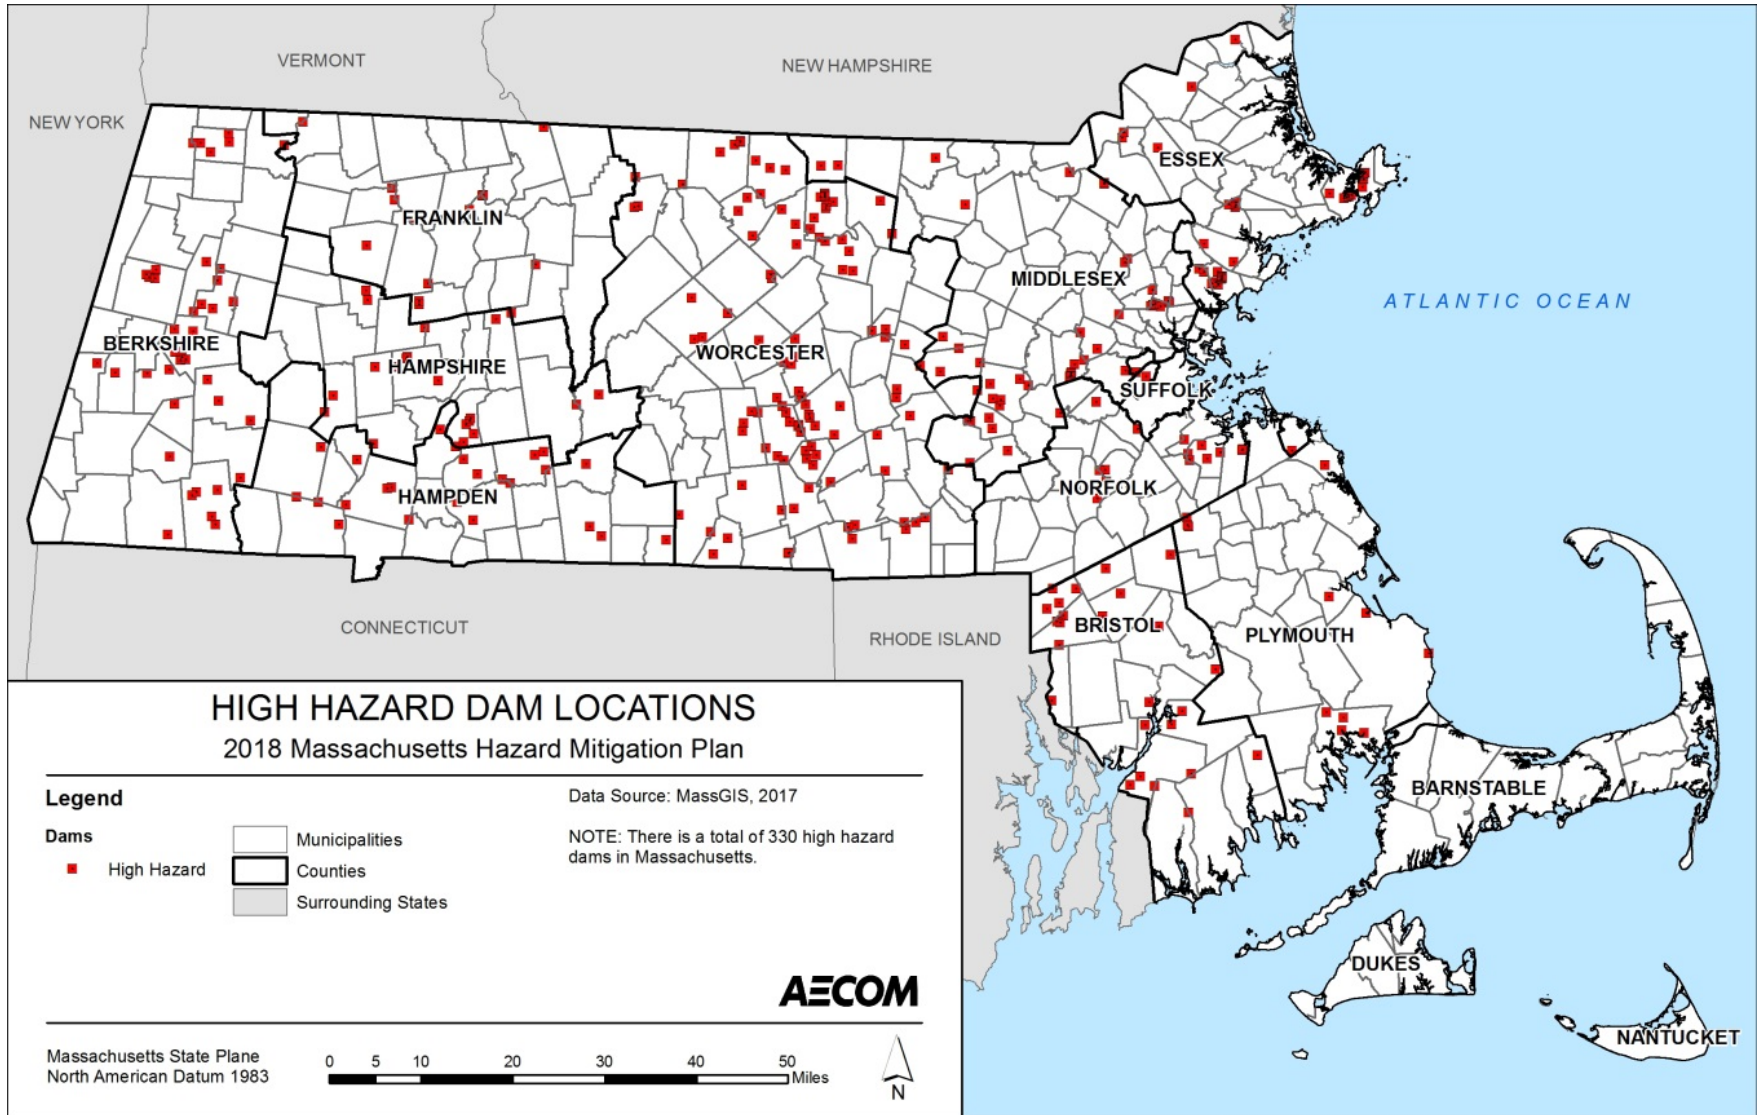 VERMONT
NEW HAMPSHIRE
NEW YORK
ESSEX
FRANKLIN
MIDDLESEX
ATLANTIC OCEAN
BERKSHIRE
WORCESTER
HAMPSHIRE
SUFFOLK
HAMPDEN
NORFOLK
CONNECTICUT
RHODE ISLAND
BRISTOL
PLYMOUTH
BARNSTABLE
DUKES
NANTUCKET
HIGH HAZARD DAM LOCATIONS
2018 Massachusetts Hazard Mitigation Plan
Legend
Dams
High Hazard
Municipalities
Counties
Surrounding States
Data Source: MassGIS, 2017
NOTE: There is a total of 330 high hazard
dams in Massachusetts.
AECOM
Massachusetts State Plane
North American Datum 1983
0 5 10 20 30 40 50
Miles
N